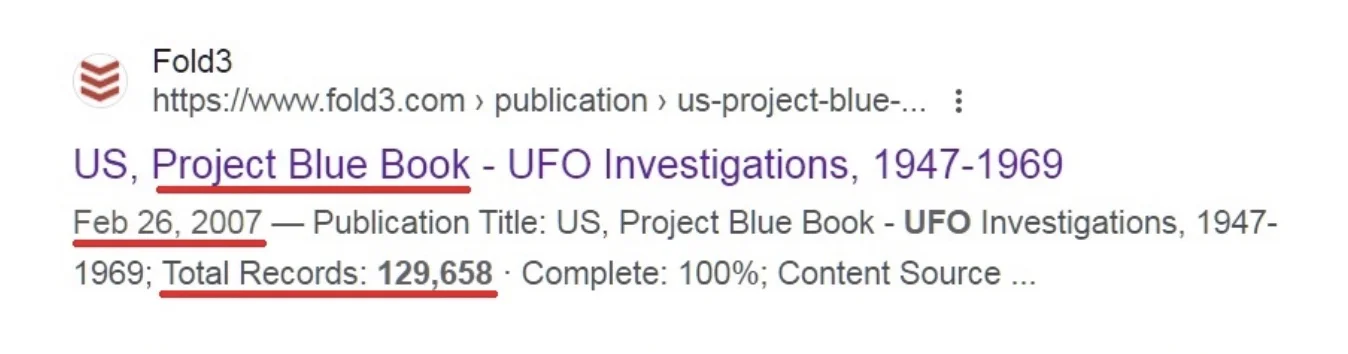 Fold3
https://www.fold3.com › publication › us-project-blue-...
US, Project Blue Book - UFO Investigations, 1947-1969
Feb 26, 2007 — Publication Title: US, Project Blue Book - UFO Investigations, 1947-
1969; Total Records: 129,658 · Complete: 100%; Content Source ...